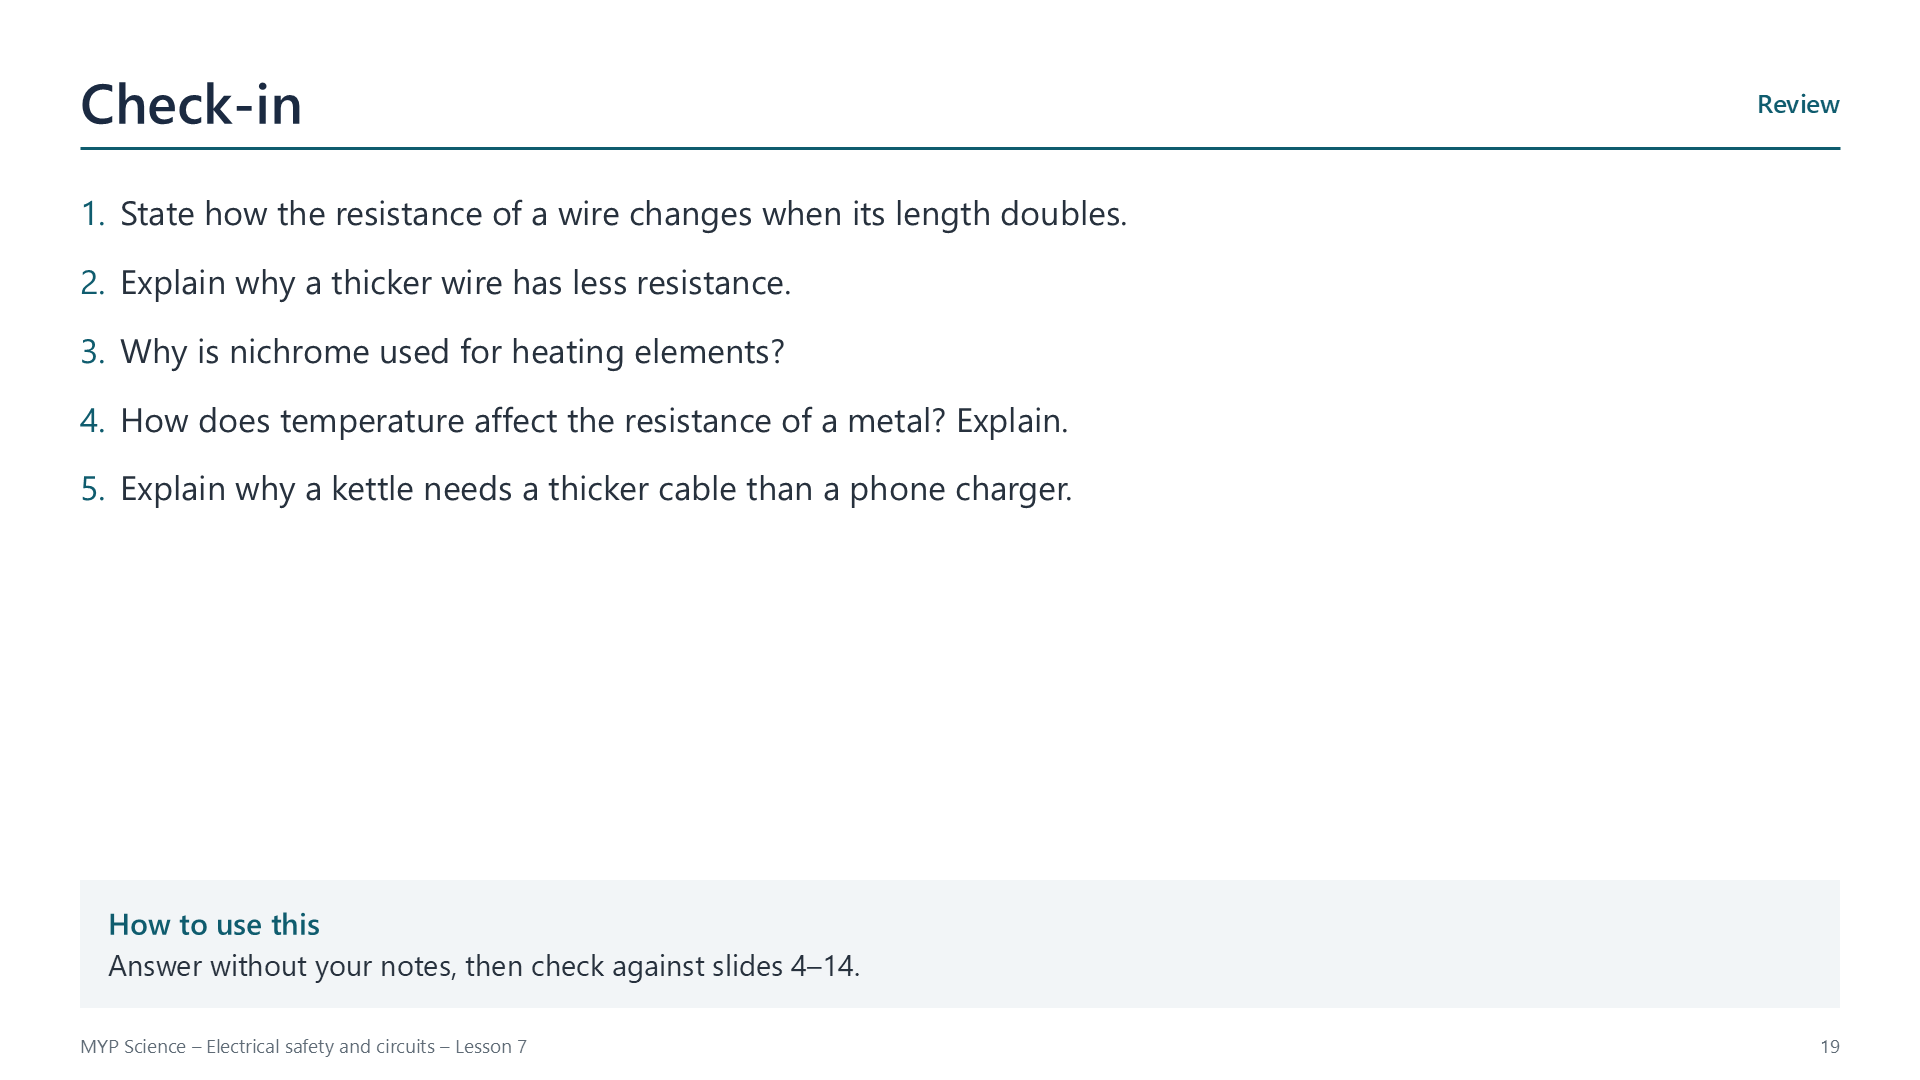 Check-in
Review
1. State how the resistance of a wire changes when its length doubles.
2. Explain why a thicker wire has less resistance.
3. Why is nichrome used for heating elements?
4. How does temperature affect the resistance of a metal? Explain.
5. Explain why a kettle needs a thicker cable than a phone charger.
How to use this
Answer without your notes, then check against slides 4–14.
MYP Science – Electrical safety and circuits – Lesson 7
19